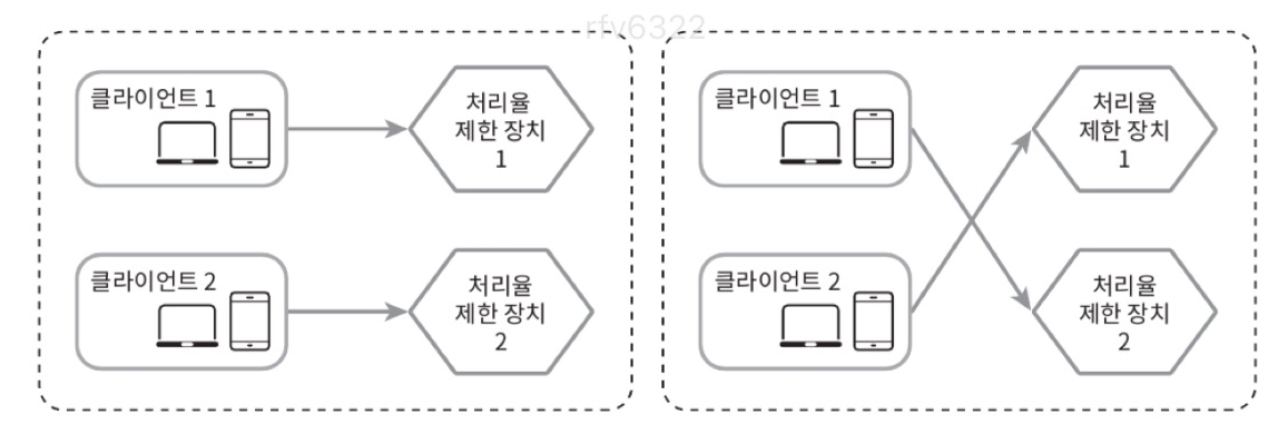 rfv6322
클라이언트 1
처리율
제한 장치
1
클라이언트 2
처리율
제한 장치
2
클라이언트 1
처리율
제한 장치
1
클라이언트 2
처리율
제한 장치
2